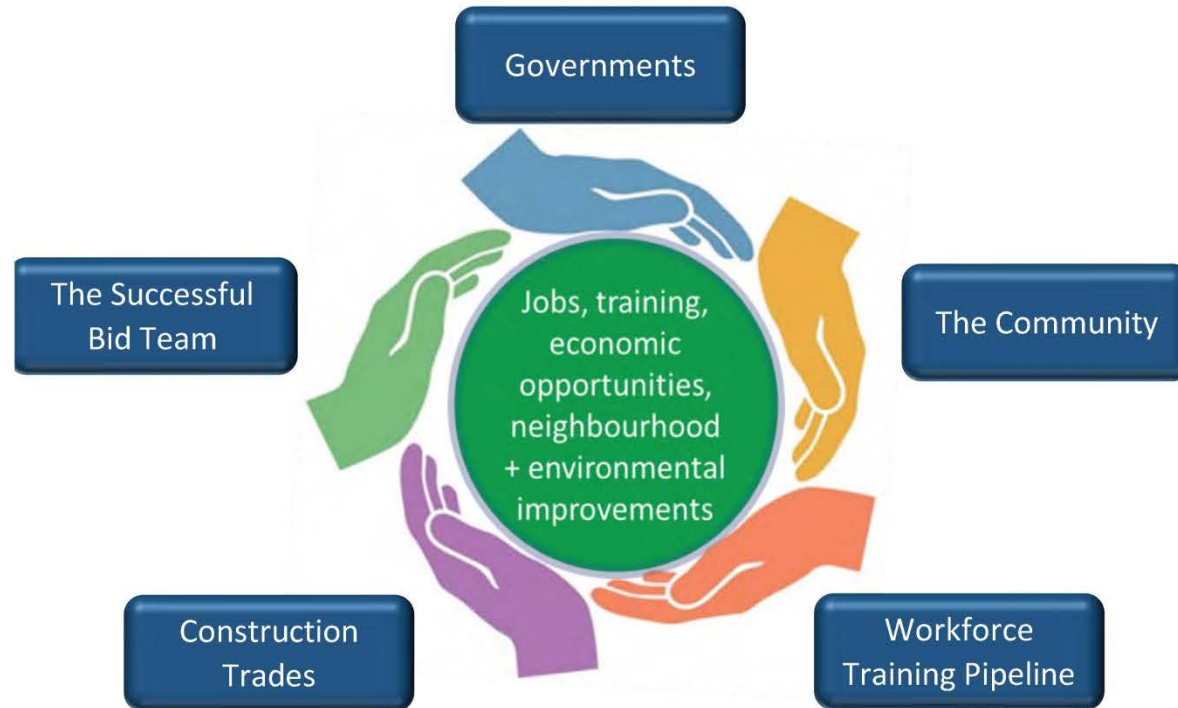 Governments
The Successful
Bid Team
Jobs, training,
economic
opportunities,
neighbourhood
+ environmental
improvements
The Community
Construction
Trades
Workforce
Training Pipeline